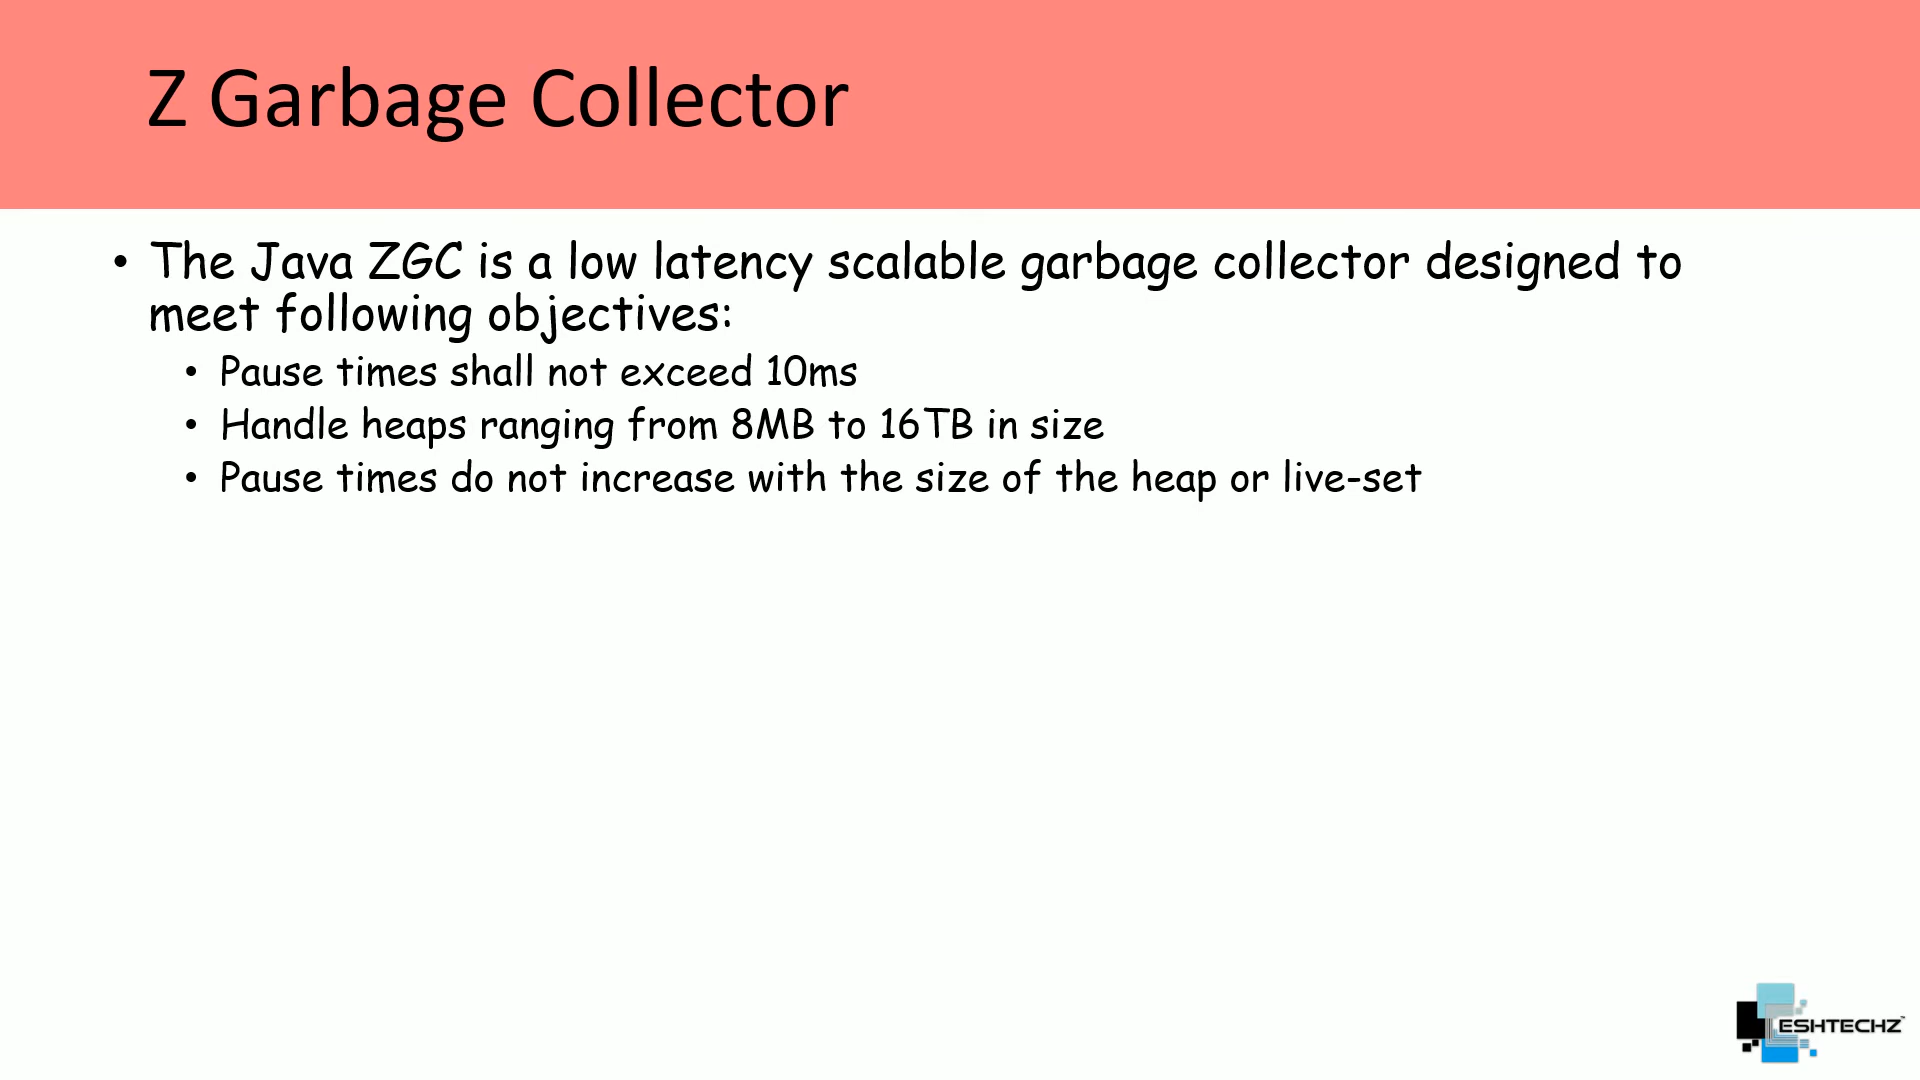 Z Garbage Collector
• The Java ZGC is a low latency scalable garbage collector designed to
meet following objectives:
• Pause times shall not exceed 10ms
• Handle heaps ranging from 8MB to 16TB in size
• Pause times do not increase with the size of the heap or live-set
ESHTECHZ™